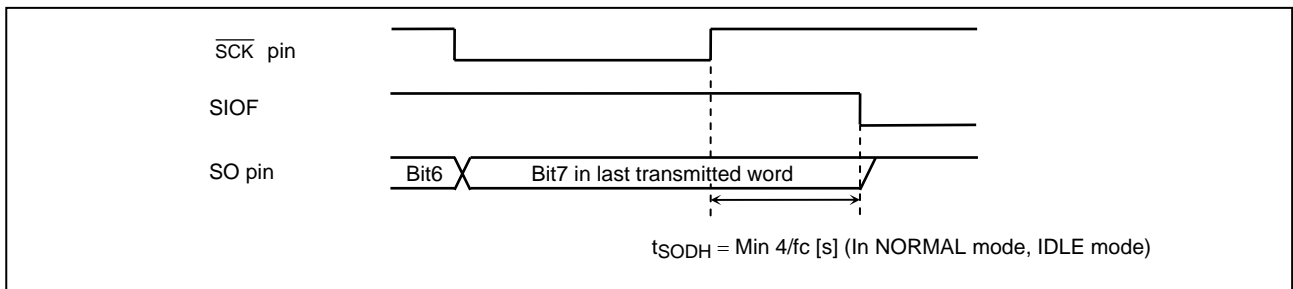 S̅C̅K̅ pin
SIOF
SO pin
Bit6
Bit7 in last transmitted word
tSODH = Min 4/fc [s] (In NORMAL mode, IDLE mode)